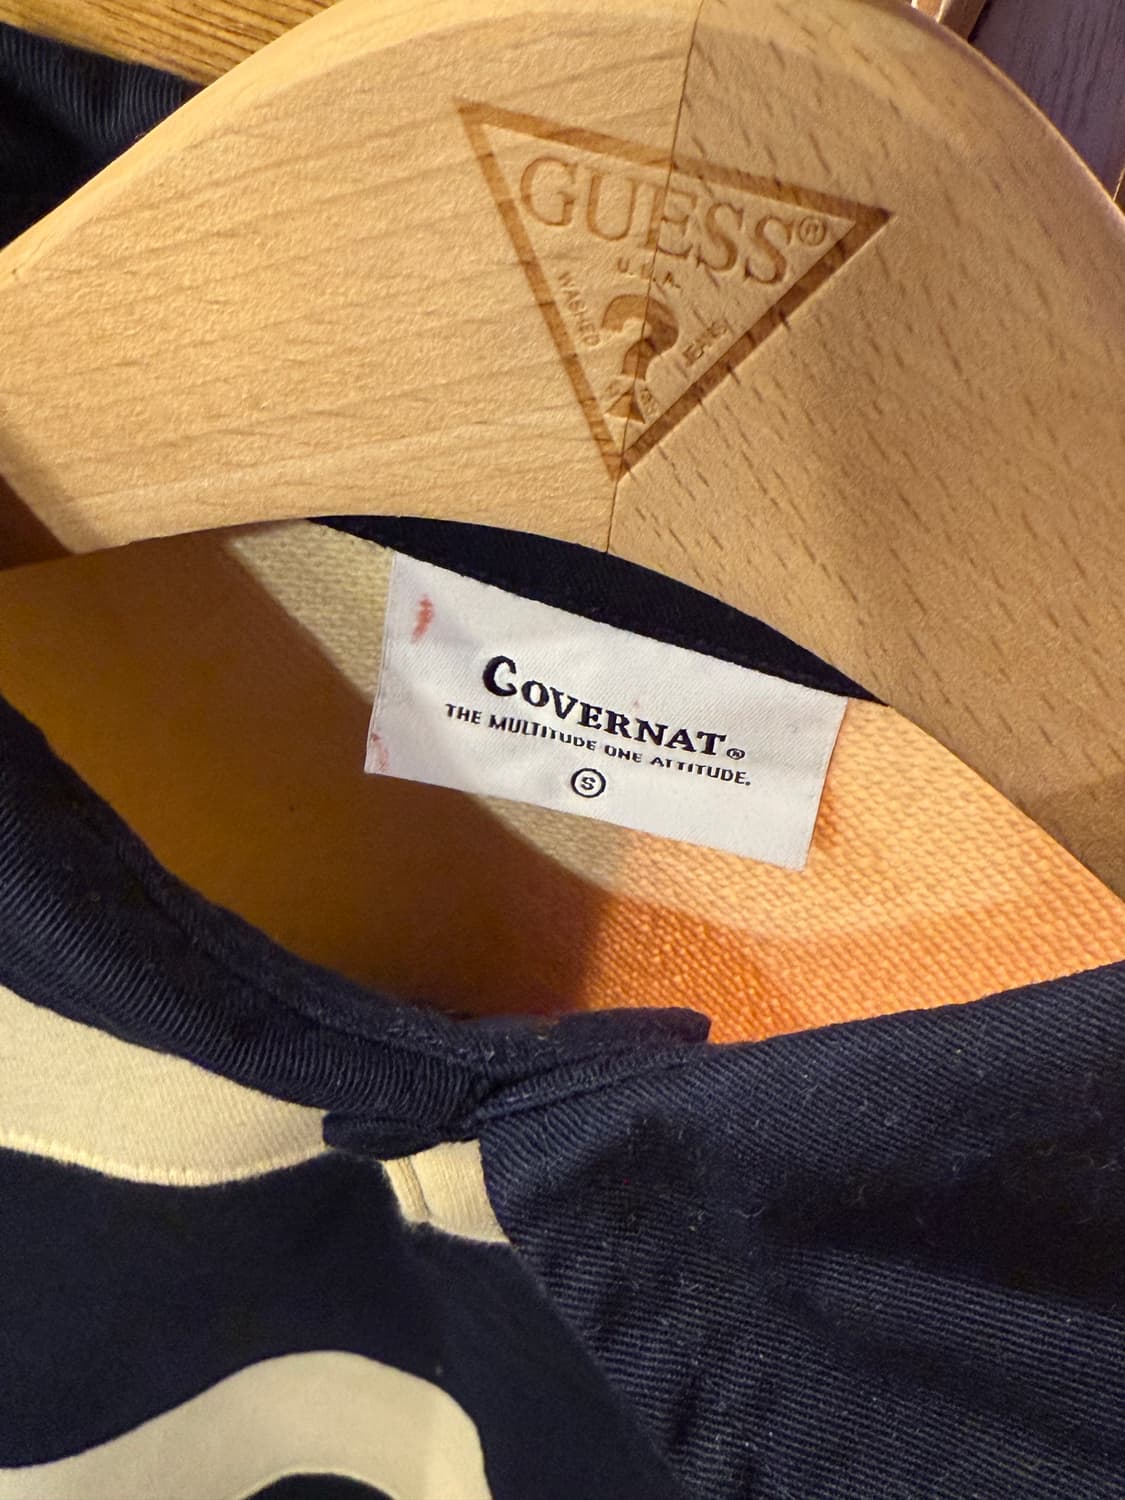 GUESS®
U.S.A.
WASHED
JEANS
COVERNAT®
THE MULTITUDE ONE ATTITUDE.
S